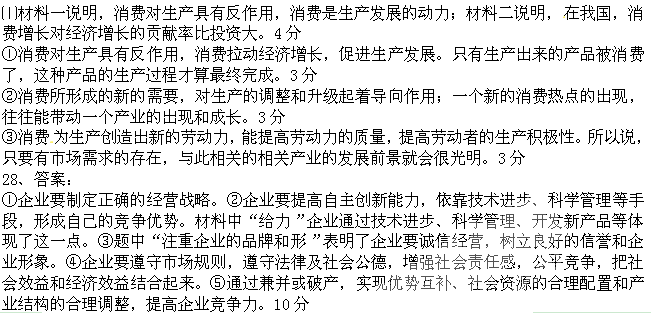 ⑴材料一说明，消费对生产具有反作用，消费是生产发展的动力；材料二说明，在我国，消
费增长对经济增长的贡献率比投资大。4分
①消费对生产具有反作用，消费拉动经济增长，促进生产发展。只有生产出来的产品被消费
了，这种产品的生产过程才算最终完成。3分
②消费所形成的新的需要，对生产的调整和升级起着导向作用；一个新的消费热点的出现，
往往能带动一个产业的出现和成长。3分
③消费为生产创造出新的劳动力，能提高劳动力的质量，提高劳动者的生产积极性。所以说，
只要有市场需求的存在，与此相关的相关产业的发展前景就会很光明。3分
28、答案：
①企业要制定正确的经营战略。②企业要提高自主创新能力，依靠技术进步、科学管理等手
段，形成自己的竞争优势。材料中“给力”企业通过技术进步、科学管理、开发新产品等体
现了这一点。③题中“注重企业的品牌和形”表明了企业要诚信经营，树立良好的信誉和企
业形象。④企业要遵守市场规则，遵守法律及社会公德，增强社会责任感，公平竞争，把社
会效益和经济效益结合起来。⑤通过兼并或破产，实现优势互补、社会资源的合理配置和产
业结构的合理调整，提高企业竞争力。10分